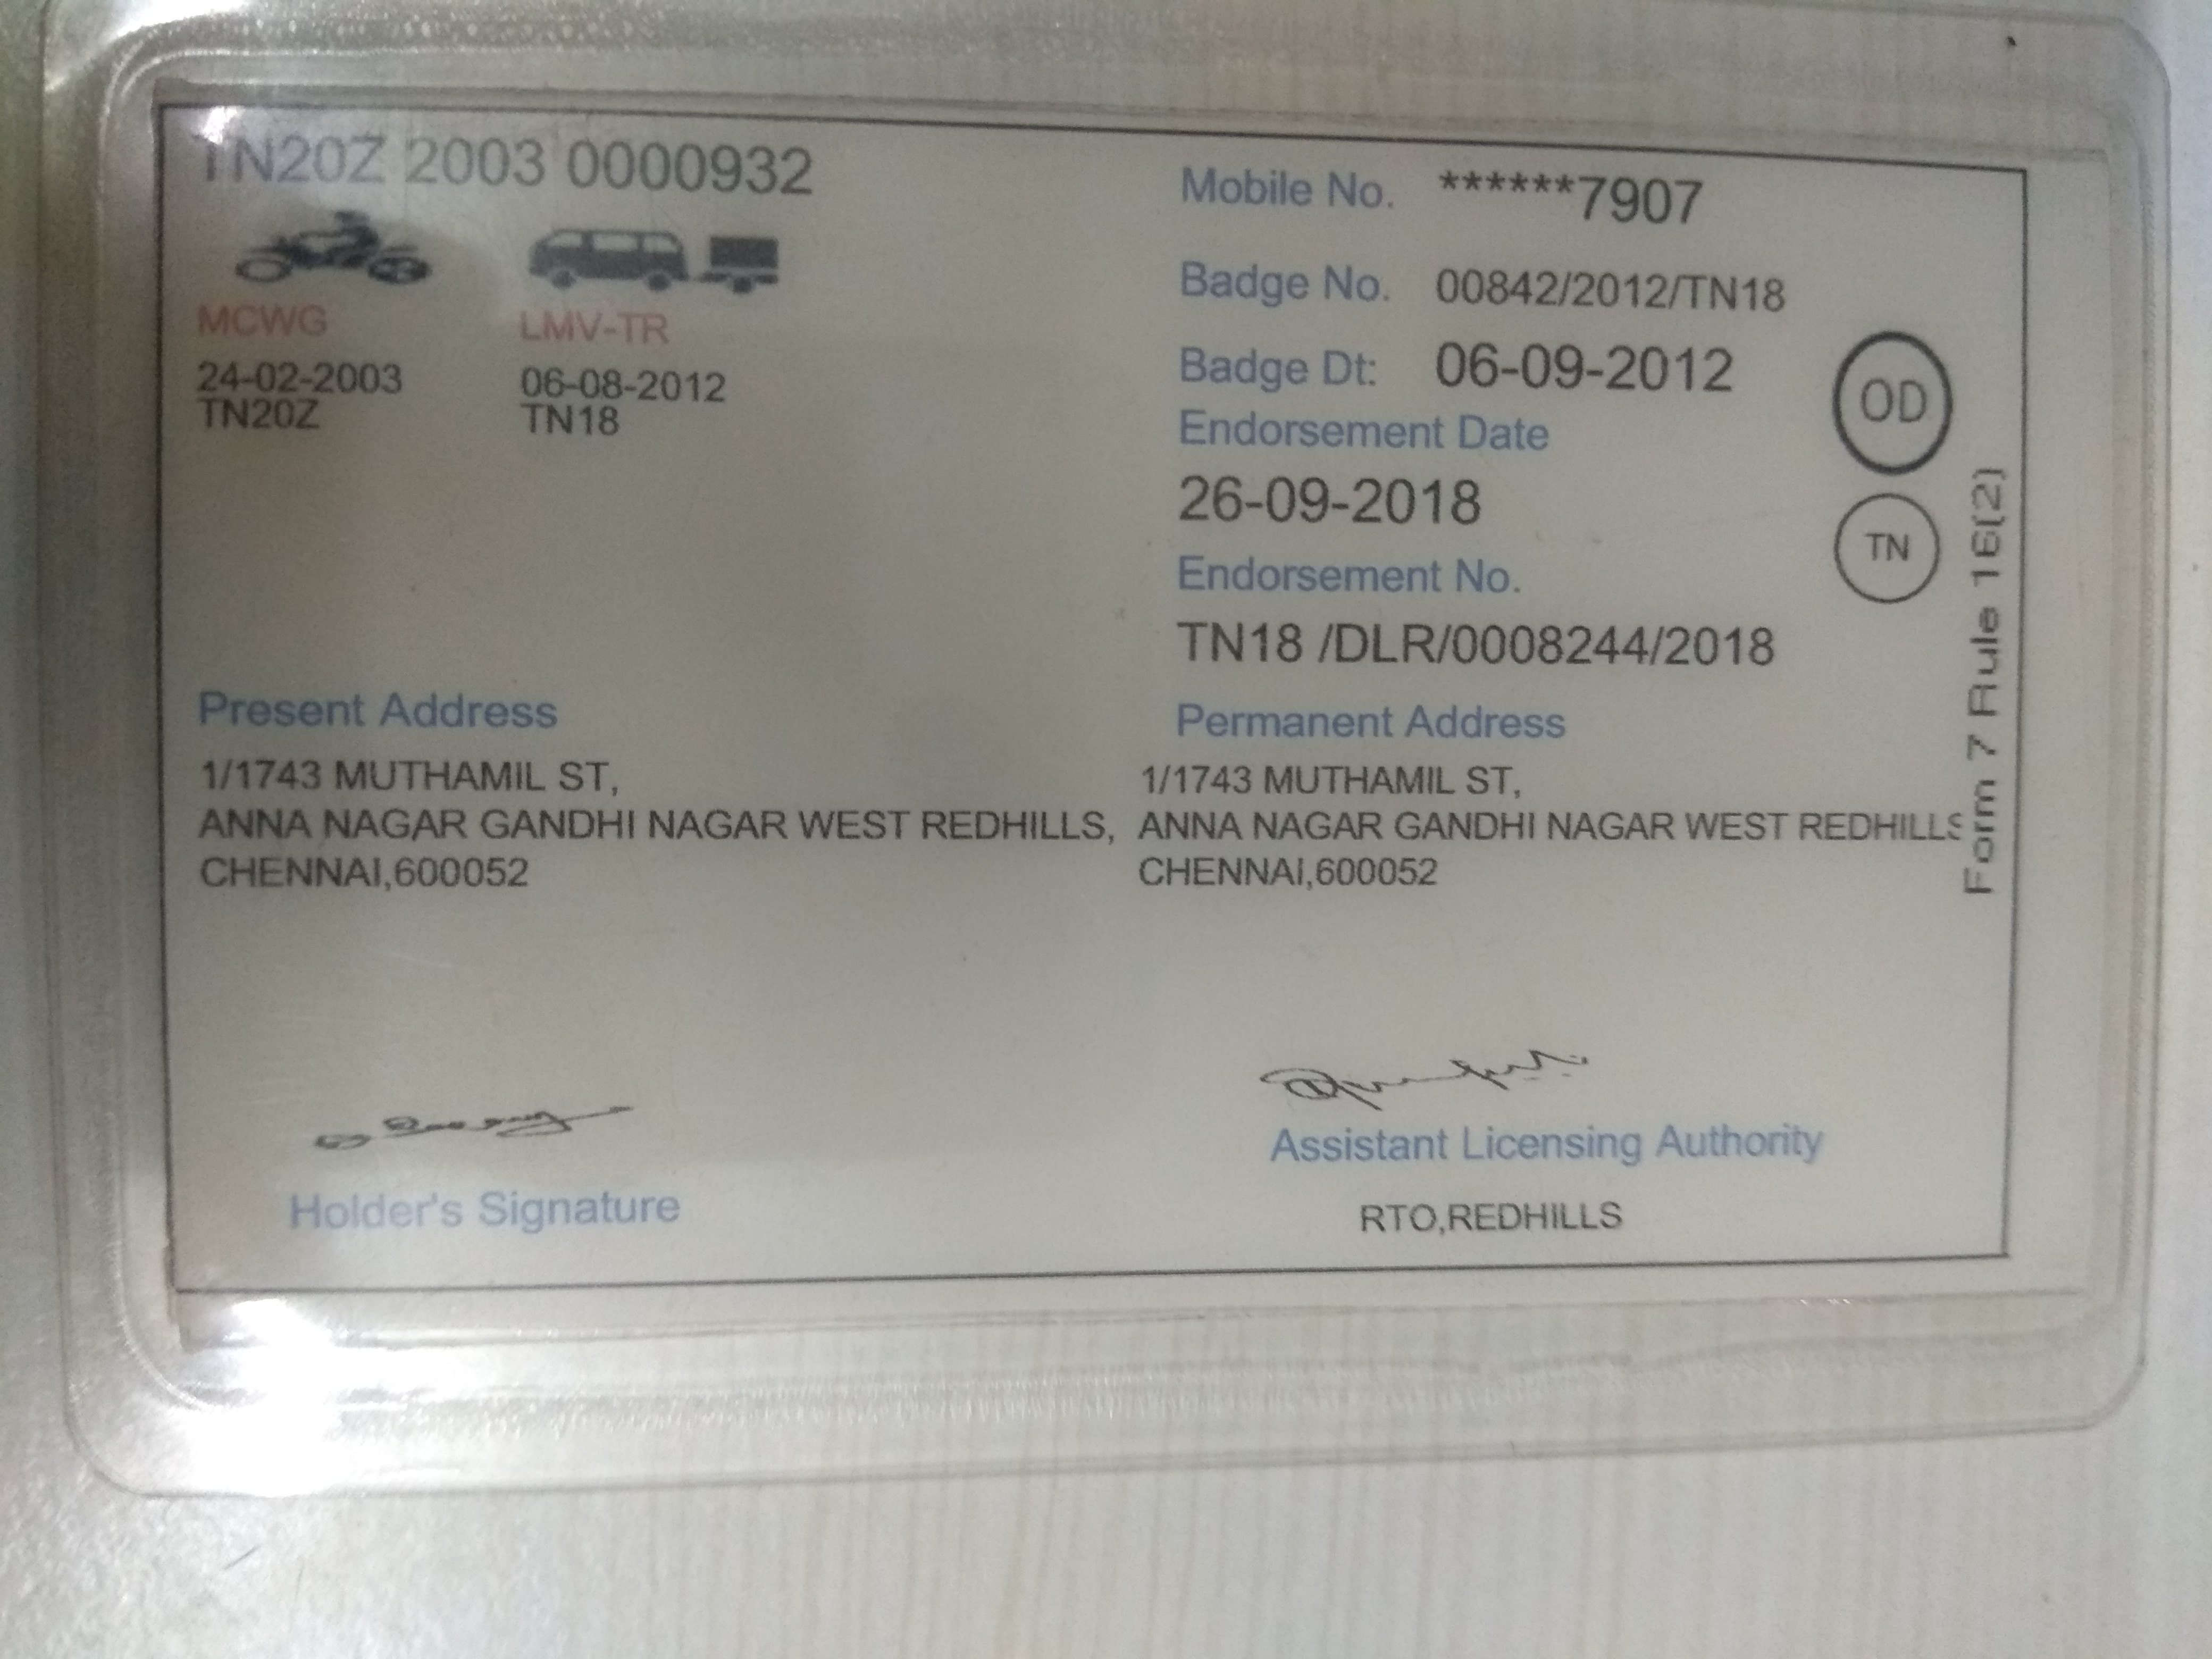 TN20Z 2003 0000932
MCWG
24-02-2003
TN20Z
LMV-TR
06-08-2012
TN18
Mobile No. ******7907
Badge No. 00842/2012/TN18
Badge Dt: 06-09-2012
Endorsement Date
26-09-2018
Endorsement No.
TN18 /DLR/0008244/2018
OD
TN
Form 7 Rule 16(2)
Present Address
1/1743 MUTHAMIL ST,
ANNA NAGAR GANDHI NAGAR WEST REDHILLS,
CHENNAI,600052
Permanent Address
1/1743 MUTHAMIL ST,
ANNA NAGAR GANDHI NAGAR WEST REDHILLS
CHENNAI,600052
Holder's Signature
Assistant Licensing Authority
RTO,REDHILLS